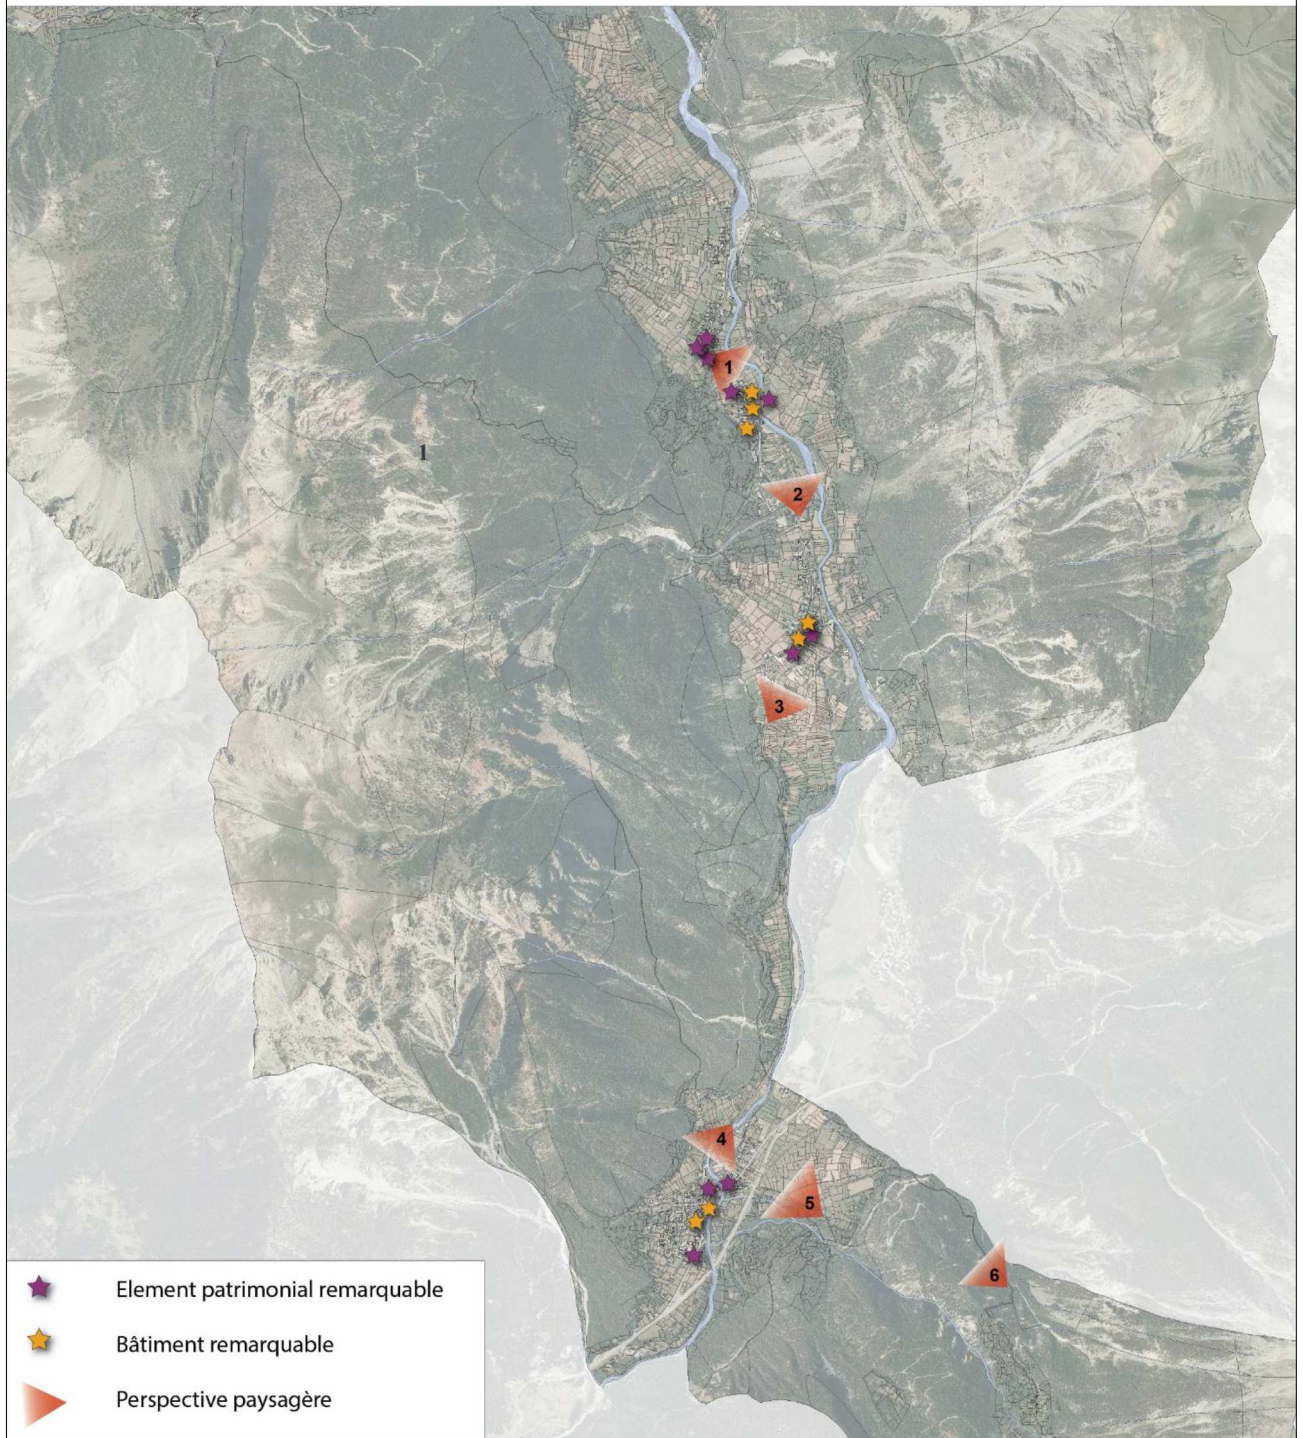 1
1
2
3
4
5
6
Element patrimonial remarquable
Bâtiment remarquable
Perspective paysagère